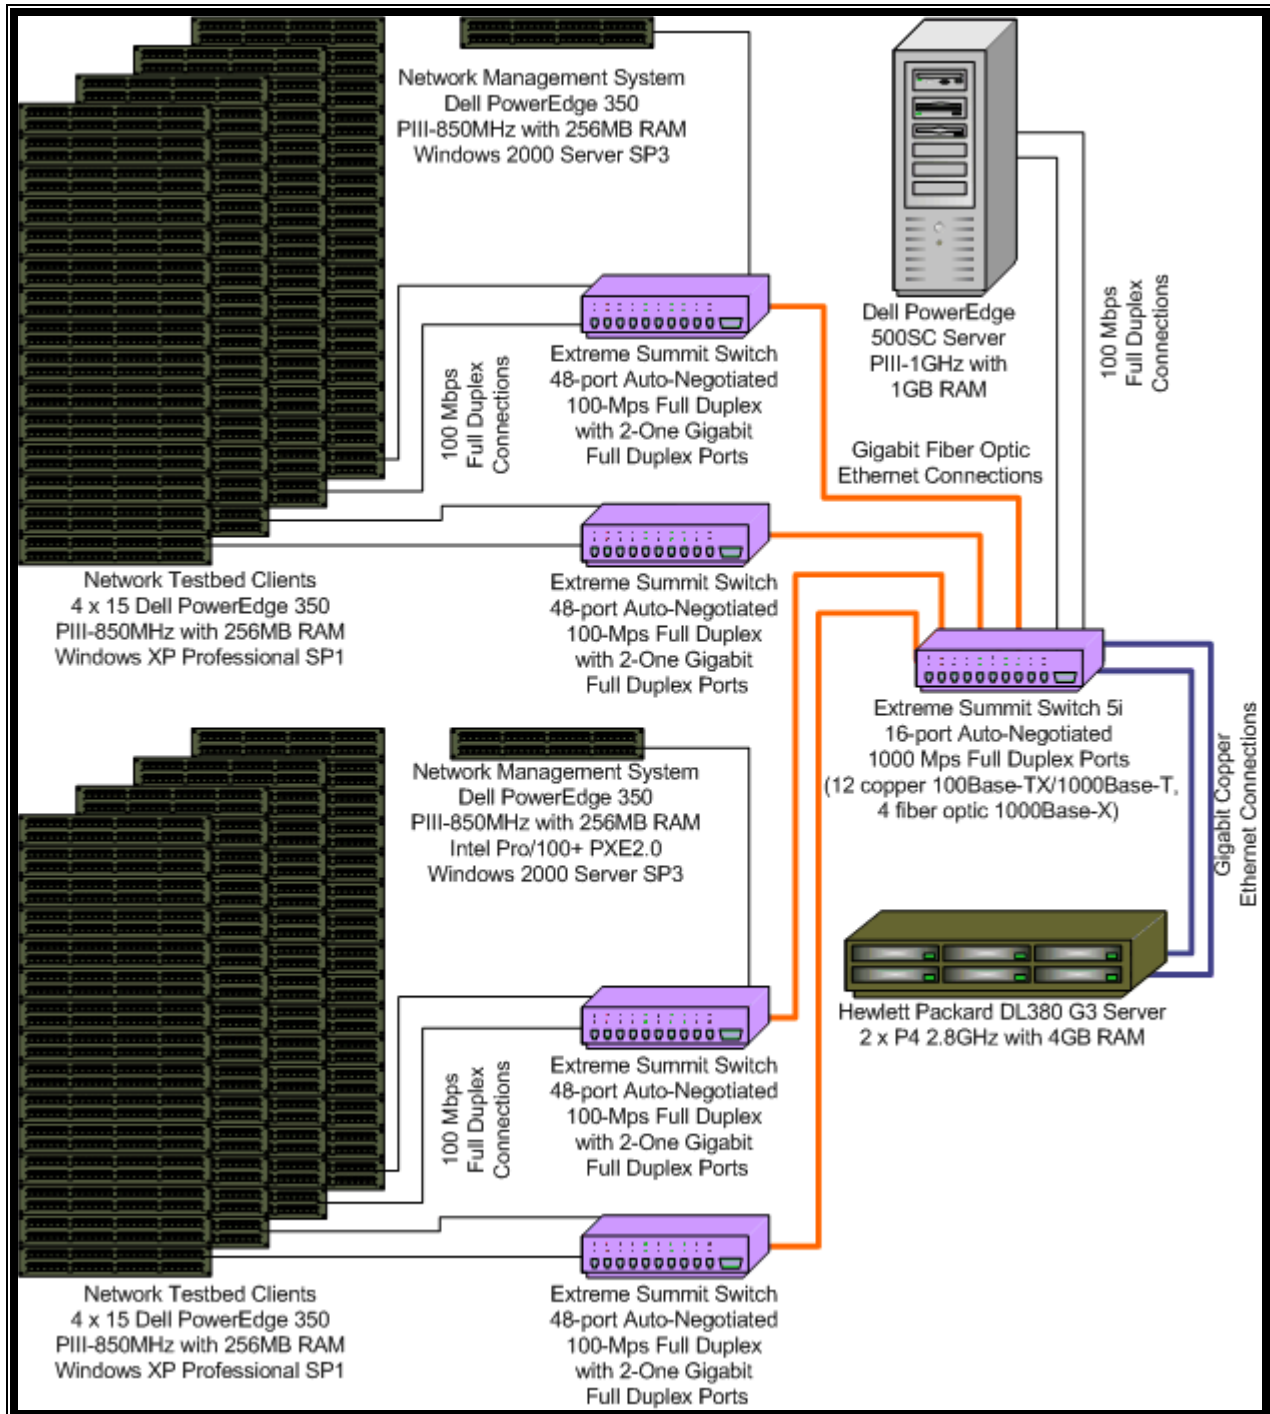 Network Management System
Dell PowerEdge 350
PIII-850MHz with 256MB RAM
Windows 2000 Server SP3
Dell PowerEdge
500SC Server
PIII-1GHz with
1GB RAM
100 Mbps
Full Duplex
Connections
Extreme Summit Switch
48-port Auto-Negotiated
100-Mps Full Duplex
with 2-One Gigabit
Full Duplex Ports
100 Mbps
Full Duplex
Connections
Gigabit Fiber Optic
Ethernet Connections
Network Testbed Clients
4 x 15 Dell PowerEdge 350
PIII-850MHz with 256MB RAM
Windows XP Professional SP1
Extreme Summit Switch
48-port Auto-Negotiated
100-Mps Full Duplex
with 2-One Gigabit
Full Duplex Ports
Extreme Summit Switch 5i
16-port Auto-Negotiated
1000 Mps Full Duplex Ports
(12 copper 100Base-TX/1000Base-T,
4 fiber optic 1000Base-X)
Gigabit Copper
Ethernet Connections
Network Management System
Dell PowerEdge 350
PIII-850MHz with 256MB RAM
Intel Pro/100+ PXE2.0
Windows 2000 Server SP3
Hewlett Packard DL380 G3 Server
2 x P4 2.8GHz with 4GB RAM
Extreme Summit Switch
48-port Auto-Negotiated
100-Mps Full Duplex
with 2-One Gigabit
Full Duplex Ports
100 Mbps
Full Duplex
Connections
Network Testbed Clients
4 x 15 Dell PowerEdge 350
PIII-850MHz with 256MB RAM
Windows XP Professional SP1
Extreme Summit Switch
48-port Auto-Negotiated
100-Mps Full Duplex
with 2-One Gigabit
Full Duplex Ports